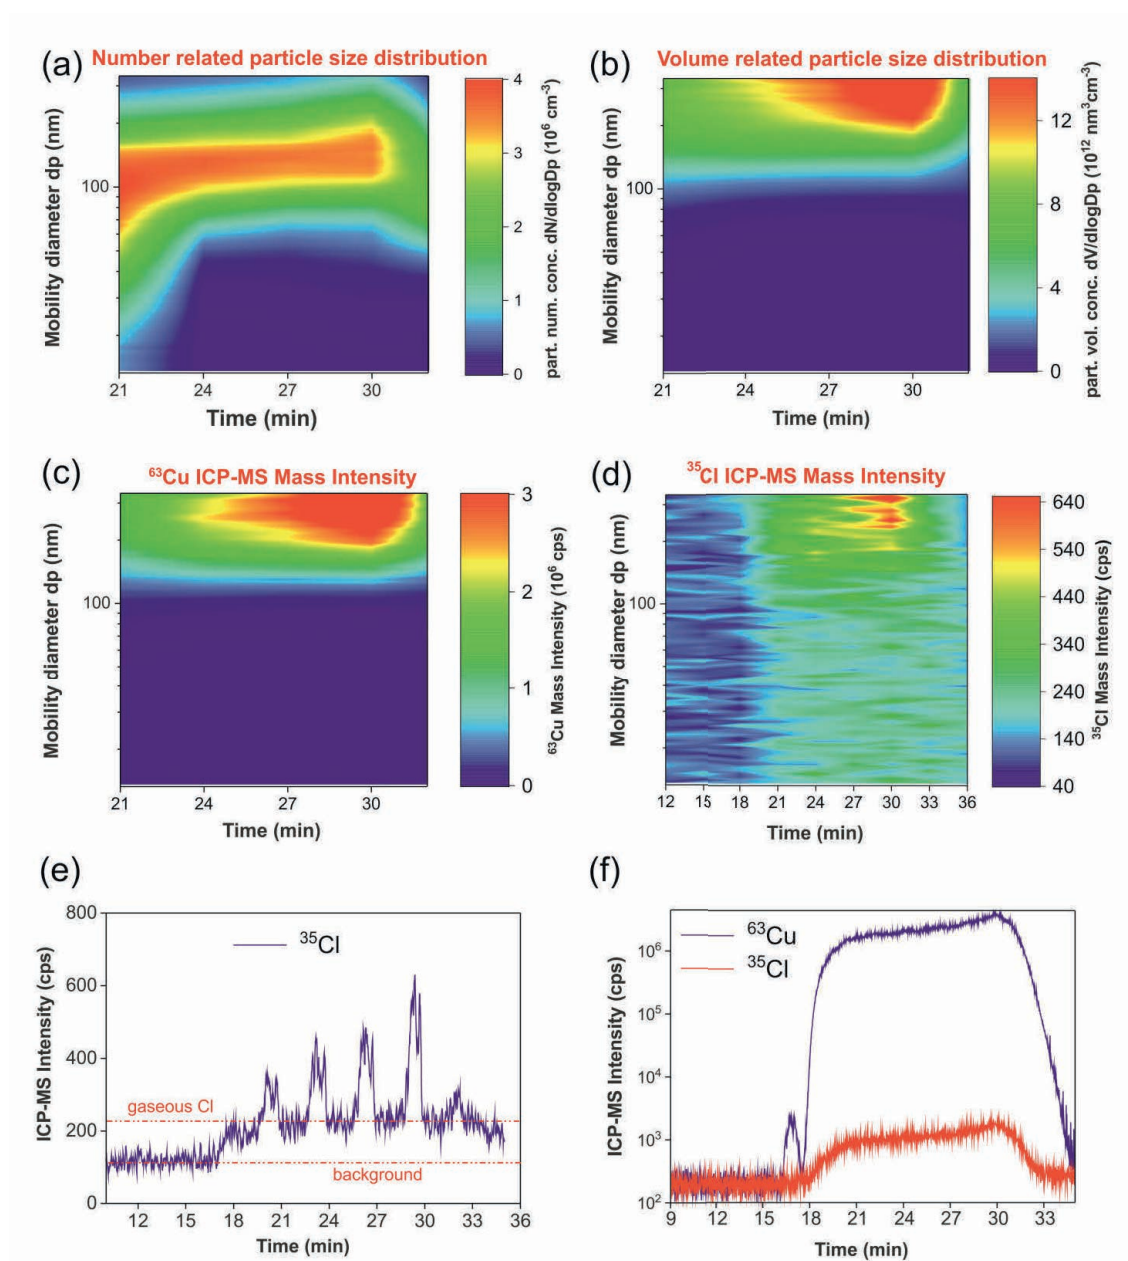 (a) Number related particle size distribution
Mobility diameter dp (nm)
100
21 24 27 30
Time (min)
4
3
2
1
0
part. num. conc. dN/dlogDp (10⁶ cm⁻³)
(b) Volume related particle size distribution
Mobility diameter dp (nm)
100
21 24 27 30
Time (min)
12
8
4
0
part. vol. conc. dV/dlogDp (10¹² nm³cm⁻³)
(c) ⁶³Cu ICP-MS Mass Intensity
Mobility diameter dp (nm)
100
21 24 27 30
Time (min)
3
2
1
0
⁶³Cu Mass Intensity (10⁶ cps)
(d) ³⁵Cl ICP-MS Mass Intensity
Mobility diameter dp (nm)
100
12 15 18 21 24 27 30 33 36
Time (min)
640
540
440
340
240
140
40
³⁵Cl Mass Intensity (cps)
(e)
ICP-MS Intensity (cps)
800
600
400
200
0
³⁵Cl
gaseous Cl
background
12 15 18 21 24 27 30 33 36
Time (min)
(f)
ICP-MS Intensity (cps)
10⁶
10⁵
10⁴
10³
10²
⁶³Cu
³⁵Cl
9 12 15 18 21 24 27 30 33
Time (min)